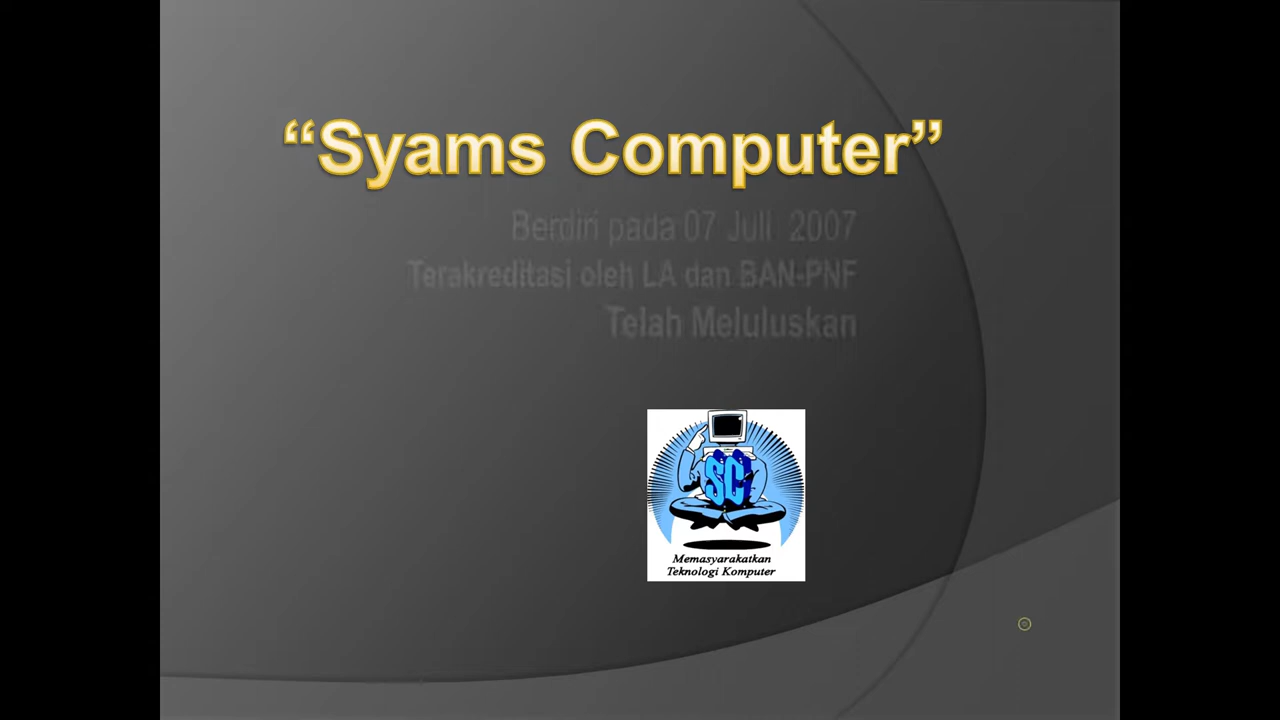 “Syams Computer”
Berdiri pada 07 Juli 2007
Terakreditasi oleh LA dan BAN-PNF
Telah Meluluskan
SC
Memasyarakatkan
Teknologi Komputer